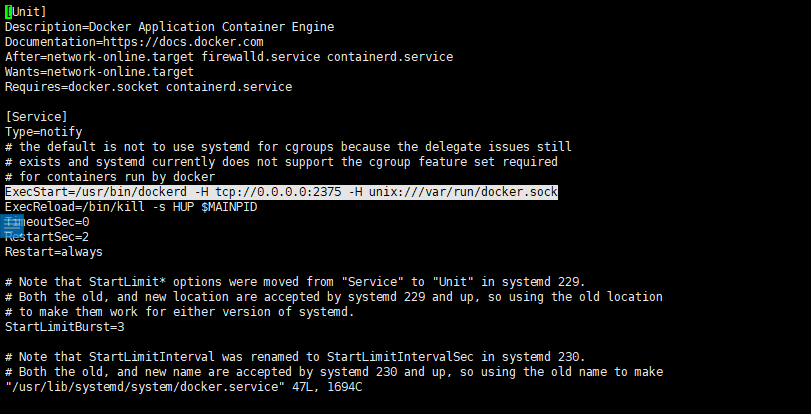 [Unit]
Description=Docker Application Container Engine
Documentation=https://docs.docker.com
After=network-online.target firewalld.service containerd.service
Wants=network-online.target
Requires=docker.socket containerd.service

[Service]
Type=notify
# the default is not to use systemd for cgroups because the delegate issues still
# exists and systemd currently does not support the cgroup feature set required
# for containers run by docker
ExecStart=/usr/bin/dockerd -H tcp://0.0.0.0:2375 -H unix:///var/run/docker.sock
ExecReload=/bin/kill -s HUP $MAINPID
TimeoutSec=0
RestartSec=2
Restart=always

# Note that StartLimit* options were moved from "Service" to "Unit" in systemd 229.
# Both the old, and new location are accepted by systemd 229 and up, so using the old location
# to make them work for either version of systemd.
StartLimitBurst=3

# Note that StartLimitInterval was renamed to StartLimitIntervalSec in systemd 230.
# Both the old, and new name are accepted by systemd 230 and up, so using the old name to make
"/usr/lib/systemd/system/docker.service" 47L, 1694C